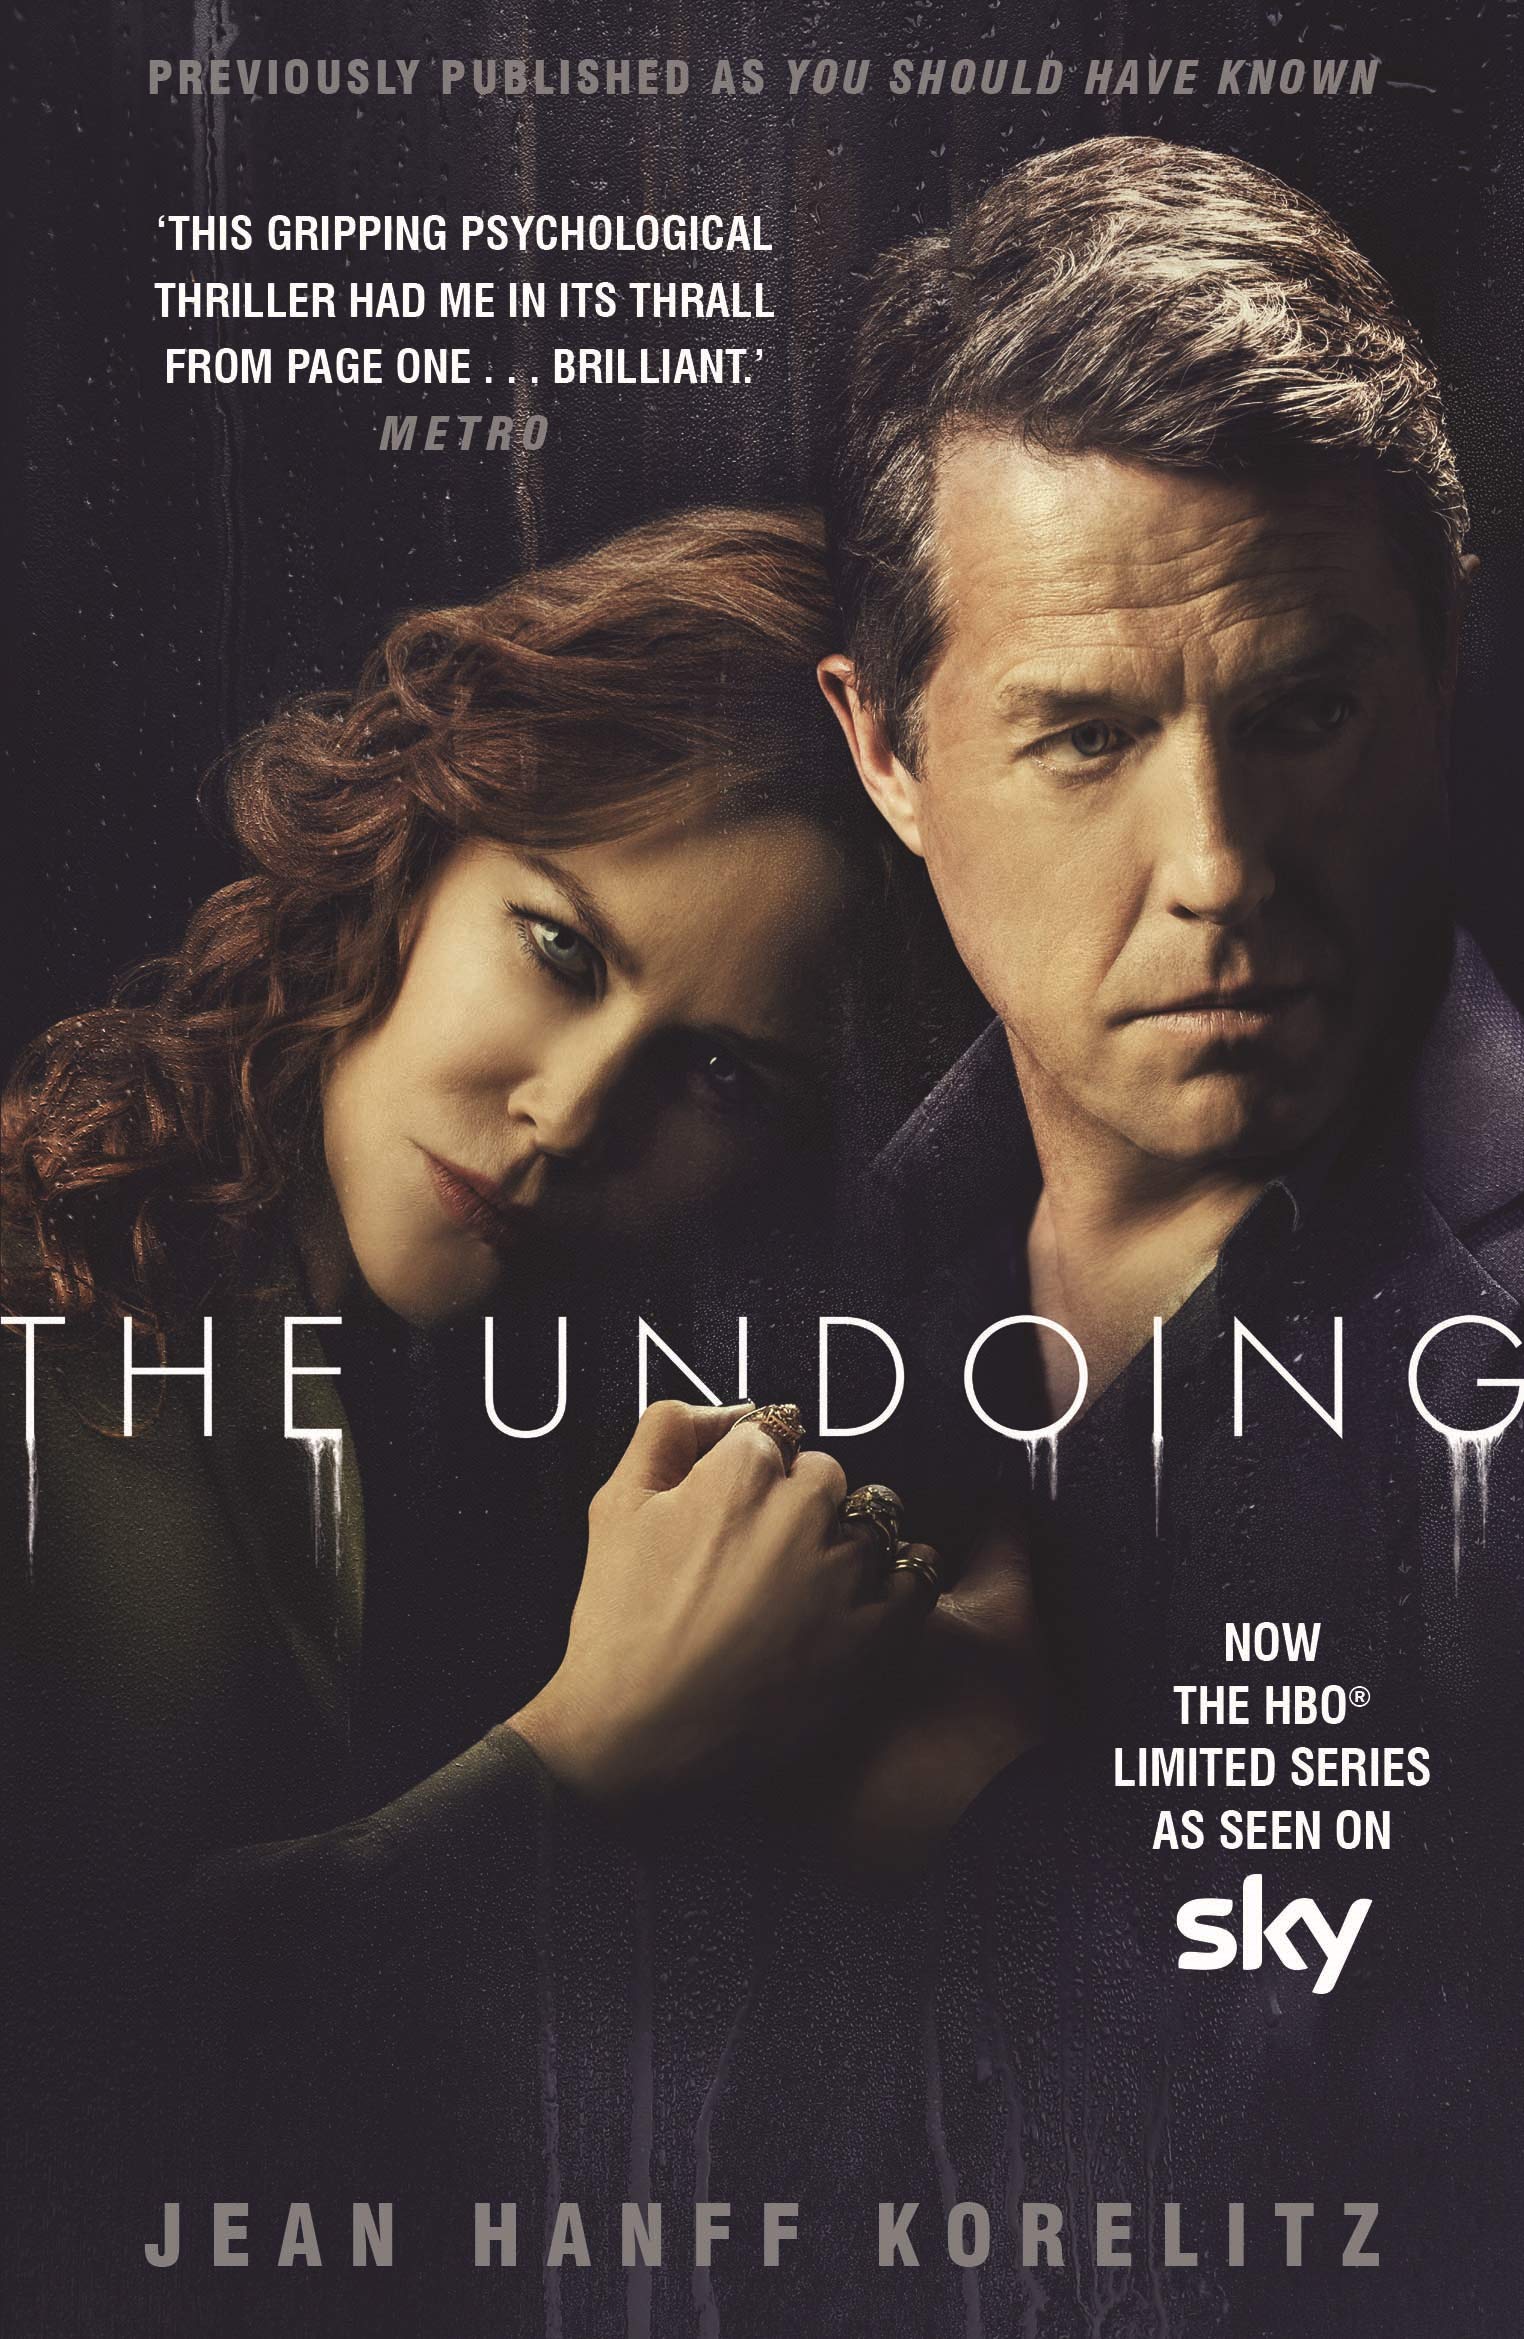 PREVIOUSLY PUBLISHED AS YOU SHOULD HAVE KNOWN
‘THIS GRIPPING PSYCHOLOGICAL
THRILLER HAD ME IN ITS THRALL
FROM PAGE ONE . . . BRILLIANT.’
METRO
THE UNDOING
NOW
THE HBO®
LIMITED SERIES
AS SEEN ON
sky
JEAN HANFF KORELITZ